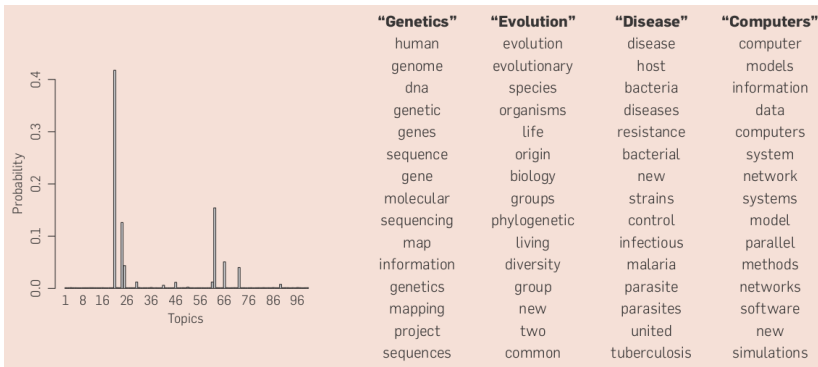 “Genetics” “Evolution” “Disease” “Computers”
human evolution disease computer
genome evolutionary host models
dna species bacteria information
genetic organisms diseases data
genes life resistance computers
sequence origin bacterial system
gene biology new network
molecular groups strains systems
sequencing phylogenetic control model
map living infectious parallel
information diversity malaria methods
genetics group parasite networks
mapping new parasites software
project two united new
sequences common tuberculosis simulations
Probability
0.4
0.3
0.2
0.1
0.0
1 8 16 26 36 46 56 66 76 86 96
Topics